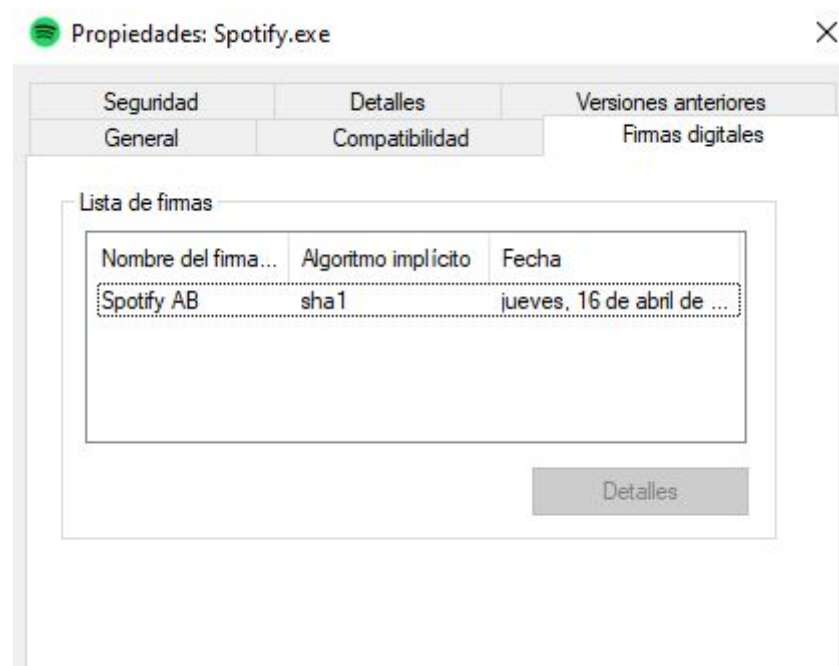 Propiedades: Spotify.exe
Seguridad Detalles Versiones anteriores
General Compatibilidad Firmas digitales
Lista de firmas
Nombre del firma... Algoritmo implícito Fecha
Spotify AB sha1 jueves, 16 de abril de ...
Detalles